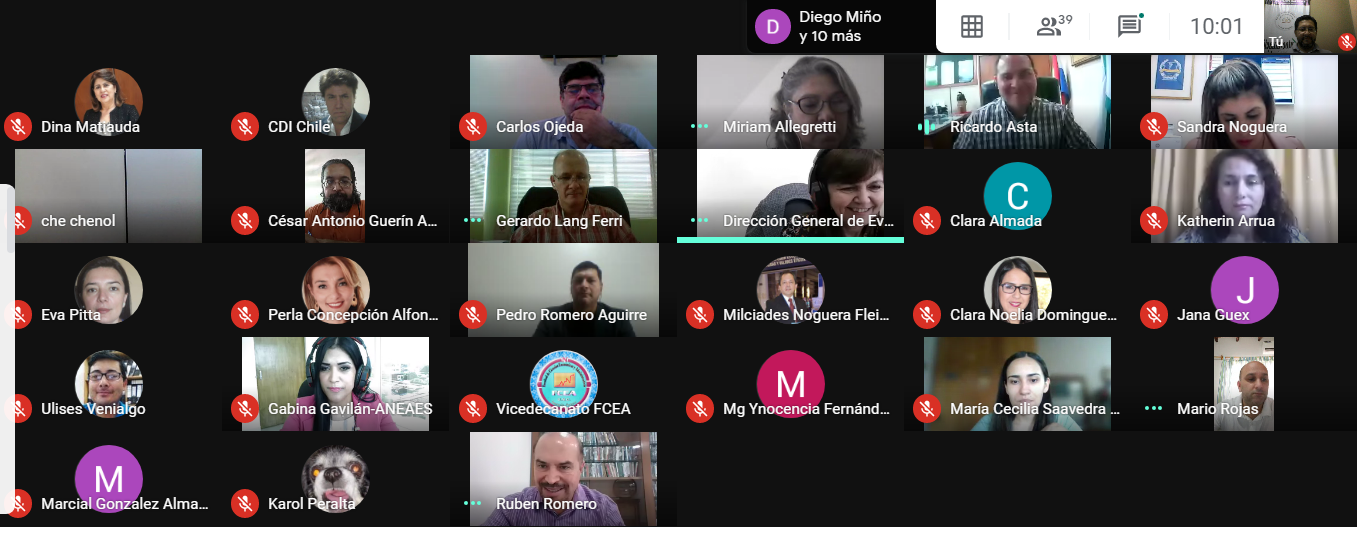 D
Diego Miño
y 10 más
39
10:01
Tú
Dina Matiauda
CDI Chile
Carlos Ojeda
Miriam Allegretti
Ricardo Asta
Sandra Noguera
che chenol
César Antonio Guerín A...
Gerardo Lang Ferri
Dirección General de Ev...
C
Clara Almada
Katherin Arrua
Eva Pitta
Perla Concepción Alfon...
Pedro Romero Aguirre
Milciades Noguera Flei...
Clara Noelia Domingue...
J
Jana Guex
Ulises Venialgo
Gabina Gavilán-ANEAES
FCEA
Vicedecanato FCEA
M
Mg Ynocencia Fernánd...
María Cecilia Saavedra ...
Mario Rojas
M
Marcial Gonzalez Alma...
Karol Peralta
Ruben Romero